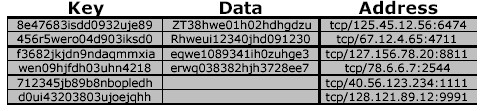 Key Data Address
8e47683isdd0932uje89 ZT38hwe01h02hdhgdzu tcp/125.45.12.56:6474
456r5wero04d903iksd0 Rhweui12340jhd091230 tcp/67.12.4.65:4711
f3682jkjdn9ndaqmmxia eqwe1089341ih0zuhge3 tcp/127.156.78.20:8811
wen09hjfdh03uhn4218 erwq038382hjh3728ee7 tcp/78.6.6.7:2544
712345jb89b8nbopledh tcp/40.56.123.234:1111
d0ui43203803ujoejqhh tcp/128.121.89.12:9991